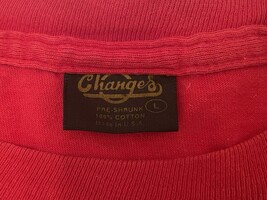 Changes
L
PRE-SHRUNK
100% COTTON
MADE IN U.S.A.